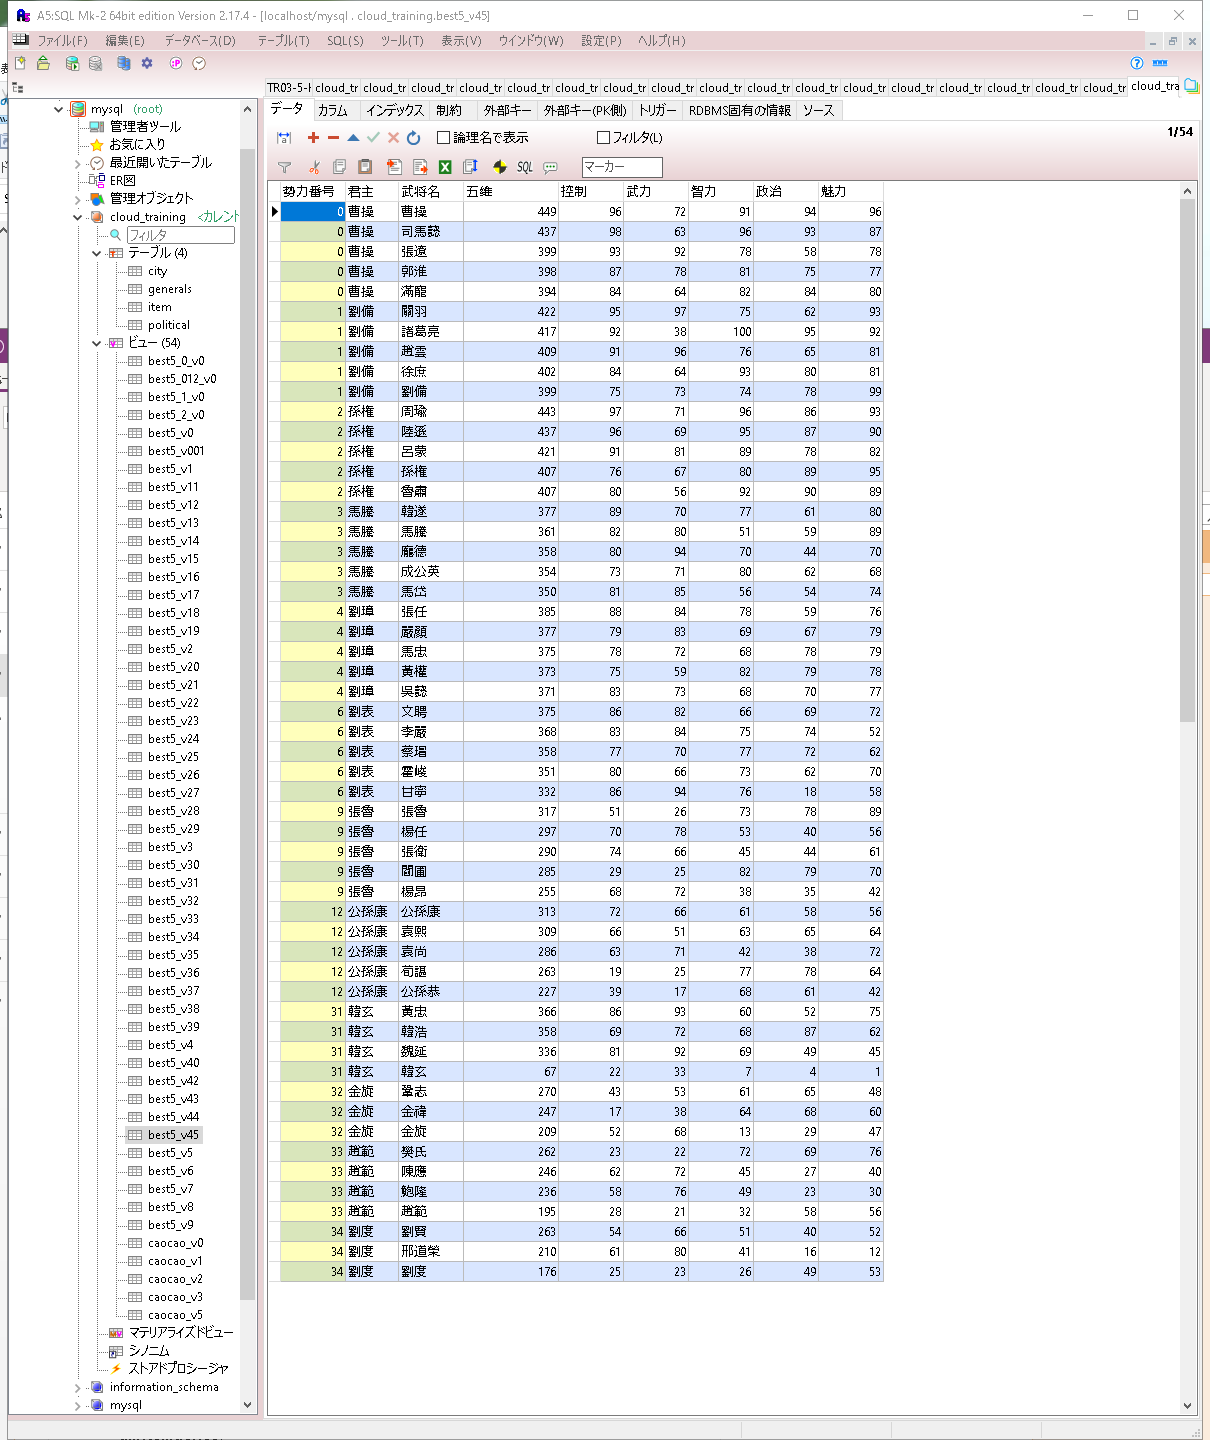 A5:SQL Mk-2 64bit edition Version 2.17.4 - [localhost/mysql . cloud_training.best5_v45]
ファイル(F) 編集(E) データベース(D) テーブル(T) SQL(S) ツール(T) 表示(V) ウインドウ(W) 設定(P) ヘルプ(H)
TR03-5-H cloud_tr cloud_tr cloud_tr cloud_tr cloud_tr cloud_tr cloud_tr cloud_tr cloud_tr cloud_tr cloud_tr cloud_tr cloud_tr cloud_tr cloud_tr cloud_tr cloud_tr cloud_tra
データ カラム インデックス 制約 外部キー 外部キー(PK側) トリガー RDBMS固有の情報 ソース
論理名で表示 フィルタ(L) 1/54
SQL マーカー
mysql (root)
管理者ツール
お気に入り
最近開いたテーブル
ER図
管理オブジェクト
cloud_training <カレント
フィルタ
テーブル (4)
city
generals
item
political
ビュー (54)
best5_0_v0
best5_012_v0
best5_1_v0
best5_2_v0
best5_v0
best5_v001
best5_v1
best5_v11
best5_v12
best5_v13
best5_v14
best5_v15
best5_v16
best5_v17
best5_v18
best5_v19
best5_v2
best5_v20
best5_v21
best5_v22
best5_v23
best5_v24
best5_v25
best5_v26
best5_v27
best5_v28
best5_v29
best5_v3
best5_v30
best5_v31
best5_v32
best5_v33
best5_v34
best5_v35
best5_v36
best5_v37
best5_v38
best5_v39
best5_v4
best5_v40
best5_v42
best5_v43
best5_v44
best5_v45
best5_v5
best5_v6
best5_v7
best5_v8
best5_v9
caocao_v0
caocao_v1
caocao_v2
caocao_v3
caocao_v5
マテリアライズドビュー
シノニム
ストアドプロシージャ
information_schema
mysql
勢力番号 君主 武将名 五維 控制 武力 智力 政治 魅力
0 曹操 曹操 449 96 72 91 94 96
0 曹操 司馬懿 437 98 63 96 93 87
0 曹操 張遼 399 93 92 78 58 78
0 曹操 郭淮 398 87 78 81 75 77
0 曹操 滿寵 394 84 64 82 84 80
1 劉備 關羽 422 95 97 75 62 93
1 劉備 諸葛亮 417 92 38 100 95 92
1 劉備 趙雲 409 91 96 76 65 81
1 劉備 徐庶 402 84 64 93 80 81
1 劉備 劉備 399 75 73 74 78 99
2 孫権 周瑜 443 97 71 96 86 93
2 孫権 陸遜 437 96 69 95 87 90
2 孫権 呂蒙 421 91 81 89 78 82
2 孫権 孫権 407 76 67 80 89 95
2 孫権 魯肅 407 80 56 92 90 89
3 馬騰 韓遂 377 89 70 77 61 80
3 馬騰 馬騰 361 82 80 51 59 89
3 馬騰 龐德 358 80 94 70 44 70
3 馬騰 成公英 354 73 71 80 62 68
3 馬騰 馬岱 350 81 85 56 54 74
4 劉璋 張任 385 88 84 78 59 76
4 劉璋 嚴顏 377 79 83 69 67 79
4 劉璋 馬忠 375 78 72 68 78 79
4 劉璋 黃權 373 75 59 82 79 78
4 劉璋 吳懿 371 83 73 68 70 77
6 劉表 文聘 375 86 82 66 69 72
6 劉表 李嚴 368 83 84 75 74 52
6 劉表 蔡瑁 358 77 70 77 72 62
6 劉表 霍峻 351 80 66 73 62 70
6 劉表 甘寧 332 86 94 76 18 58
9 張魯 張魯 317 51 26 73 78 89
9 張魯 楊任 297 70 78 53 40 56
9 張魯 張衛 290 74 66 45 44 61
9 張魯 閻圃 285 29 25 82 79 70
9 張魯 楊昂 255 68 72 38 35 42
12 公孫康 公孫康 313 72 66 61 58 56
12 公孫康 袁熙 309 66 51 63 65 64
12 公孫康 袁尚 286 63 71 42 38 72
12 公孫康 荀諶 263 19 25 77 78 64
12 公孫康 公孫恭 227 39 17 68 61 42
31 韓玄 黃忠 366 86 93 60 52 75
31 韓玄 韓浩 358 69 72 68 87 62
31 韓玄 魏延 336 81 92 69 49 45
31 韓玄 韓玄 67 22 33 7 4 1
32 金旋 鞏志 270 43 53 61 65 48
32 金旋 金禕 247 17 38 64 68 60
32 金旋 金旋 209 52 68 13 29 47
33 趙範 樊氏 262 23 22 72 69 76
33 趙範 陳應 246 62 72 45 27 40
33 趙範 鮑隆 236 58 76 49 23 30
33 趙範 趙範 195 28 21 32 58 56
34 劉度 劉賢 263 54 66 51 40 52
34 劉度 邢道榮 210 61 80 41 16 12
34 劉度 劉度 176 25 23 26 49 53